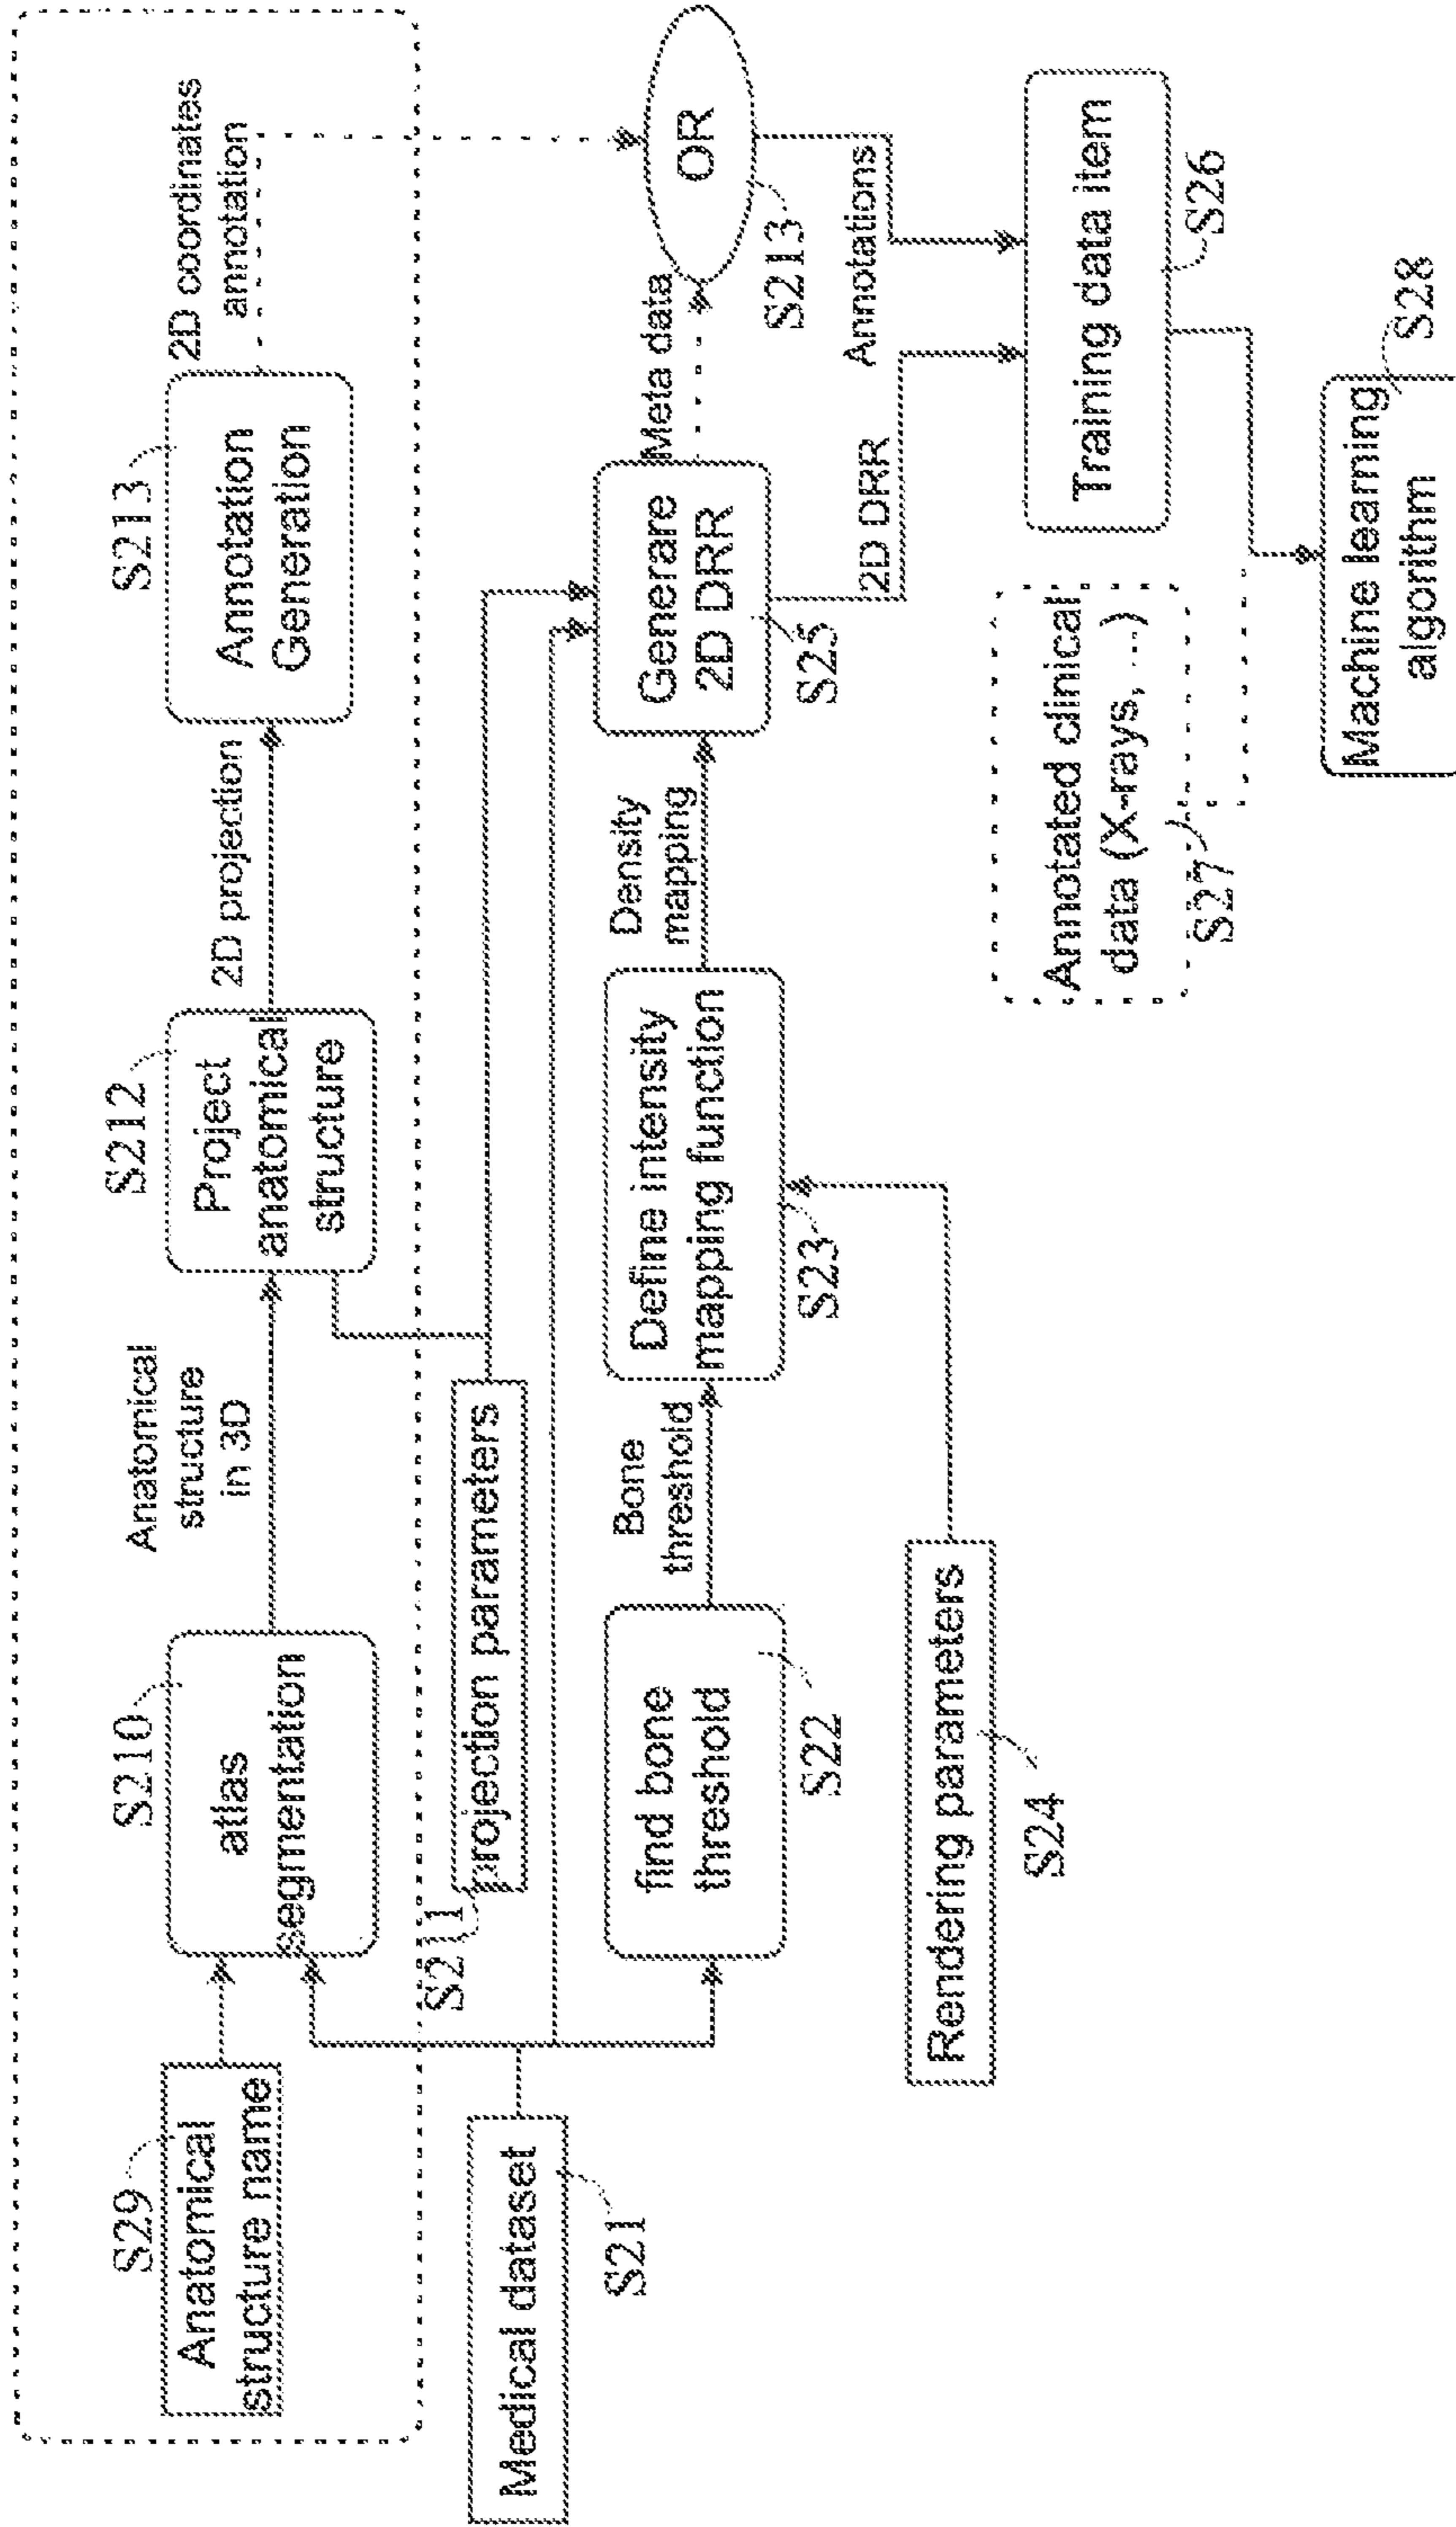 S29
Anatomical
structure name
S210
atlas
segmentation
Anatomical
structure
in 3D
S212
Project
anatomical
structure
2D projection
S213
Annotation
Generation
2D coordinates
annotation
Medical dataset
S21
S211
projection parameters
find bone
threshold
S22
Bone
threshold
Define intensity
mapping function
S23
Density
mapping
Generare
2D DRR
S25
Meta data
OR
S213
Rendering parameters
S24
2D DRR
Annotations
Annotated clinical
data (X-rays, ...)
S27
Training data item
S26
Machine learning
algorithm
S28